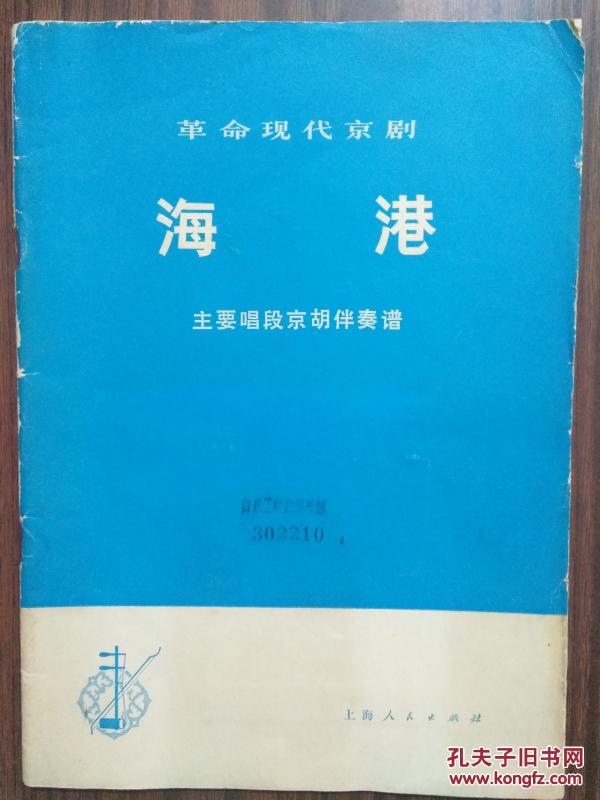 革命现代京剧
海 港
主要唱段京胡伴奏谱
302210
上海人民出版社
孔夫子旧书网
www.kongfz.com